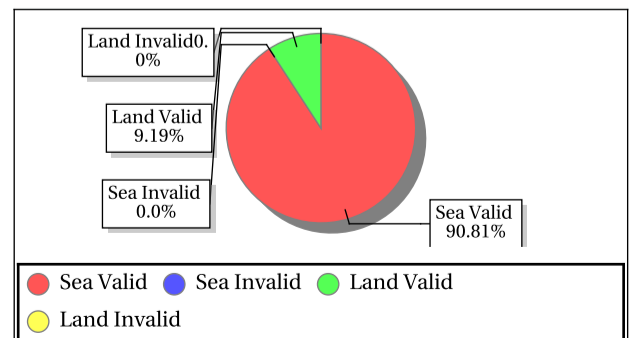 Land Invalid0.
0%
Land Valid
9.19%
Sea Invalid
0.0%
Sea Valid
90.81%
Sea Valid Sea Invalid Land Valid
Land Invalid